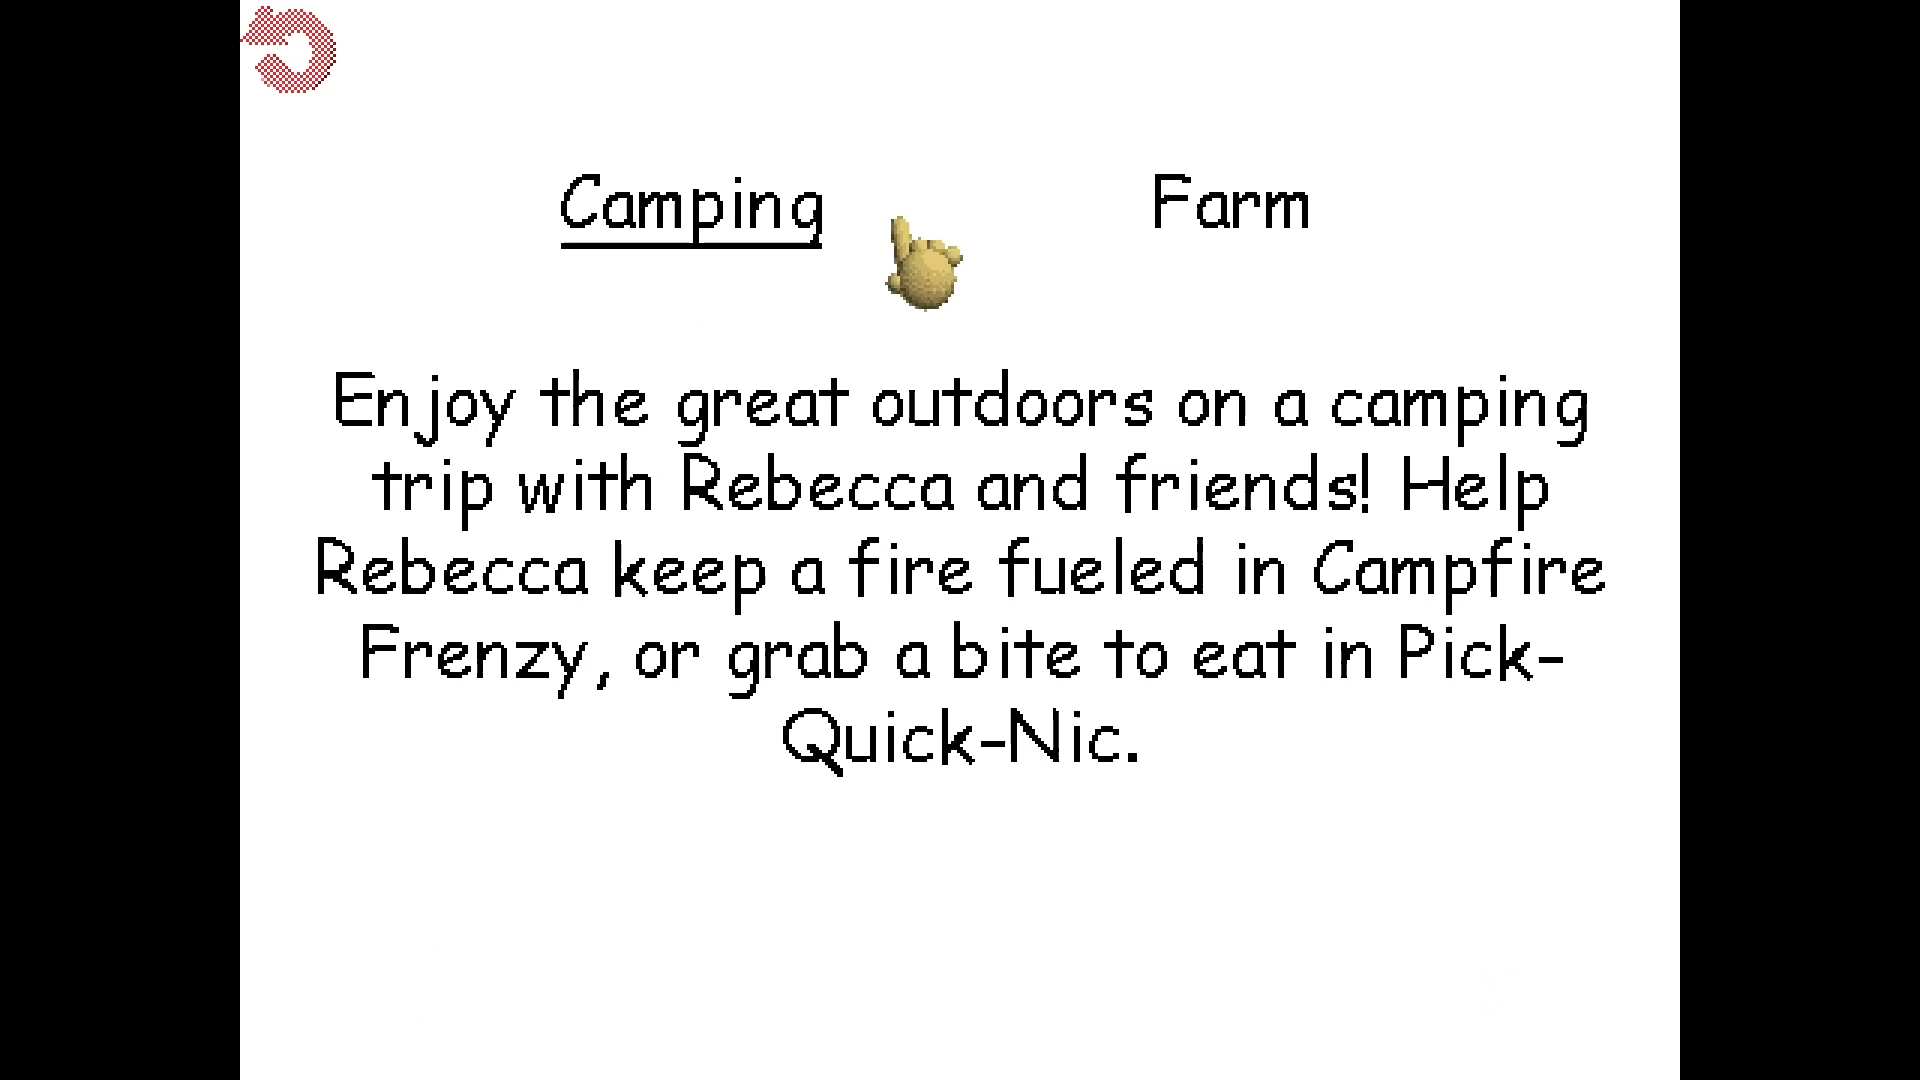 Camping
Farm
Enjoy the great outdoors on a camping
trip with Rebecca and friends! Help
Rebecca keep a fire fueled in Campfire
Frenzy, or grab a bite to eat in Pick-
Quick-Nic.